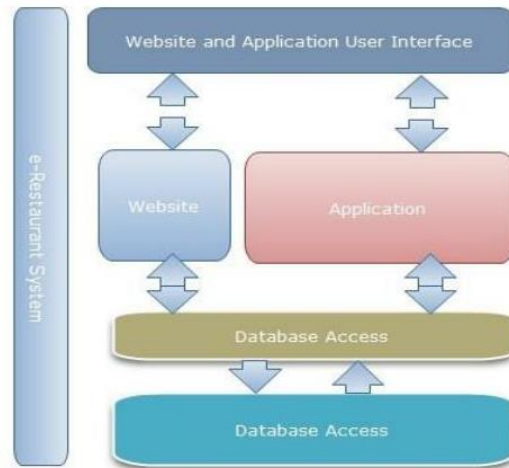 e-Restaurant System
Website and Application User Interface
Website
Application
Database Access
Database Access